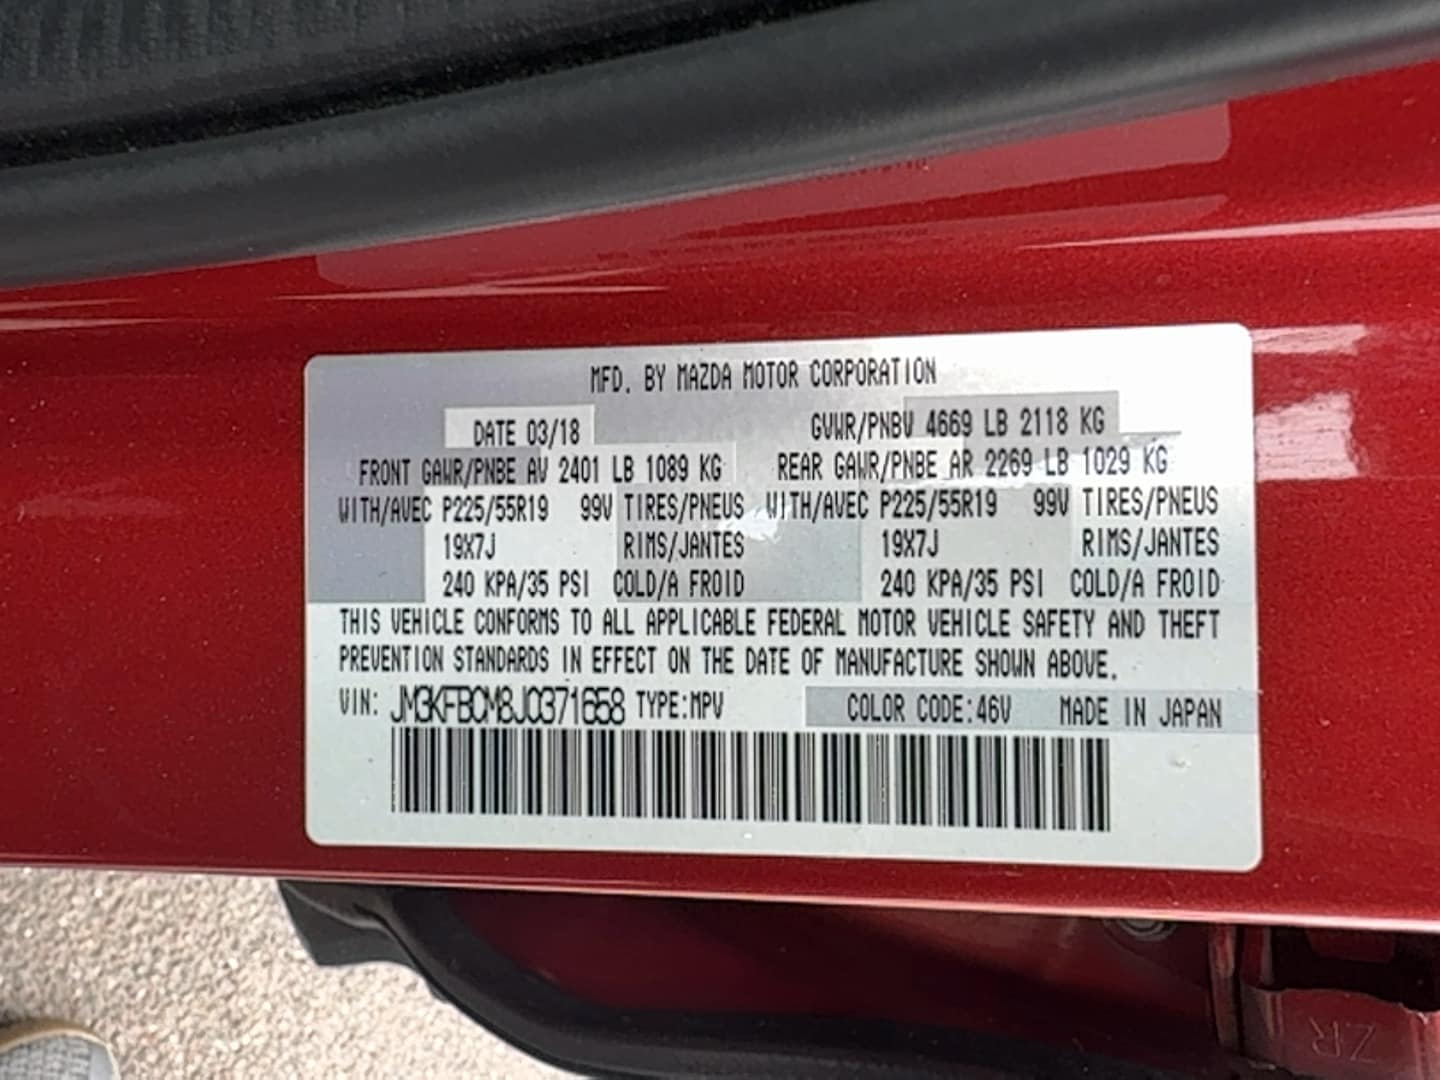 MFD. BY MAZDA MOTOR CORPORATION
DATE 03/18 GVWR/PNBV 4669 LB 2118 KG
FRONT GAWR/PNBE AV 2401 LB 1089 KG REAR GAWR/PNBE AR 2269 LB 1029 KG
WITH/AVEC P225/55R19 99V TIRES/PNEUS WITH/AVEC P225/55R19 99V TIRES/PNEUS
19X7J RIMS/JANTES 19X7J RIMS/JANTES
240 KPA/35 PSI COLD/A FROID 240 KPA/35 PSI COLD/A FROID
THIS VEHICLE CONFORMS TO ALL APPLICABLE FEDERAL MOTOR VEHICLE SAFETY AND THEFT
PREVENTION STANDARDS IN EFFECT ON THE DATE OF MANUFACTURE SHOWN ABOVE.
VIN: JM3KFBCM8J0371658 TYPE:MPV COLOR CODE:46V MADE IN JAPAN
ZR